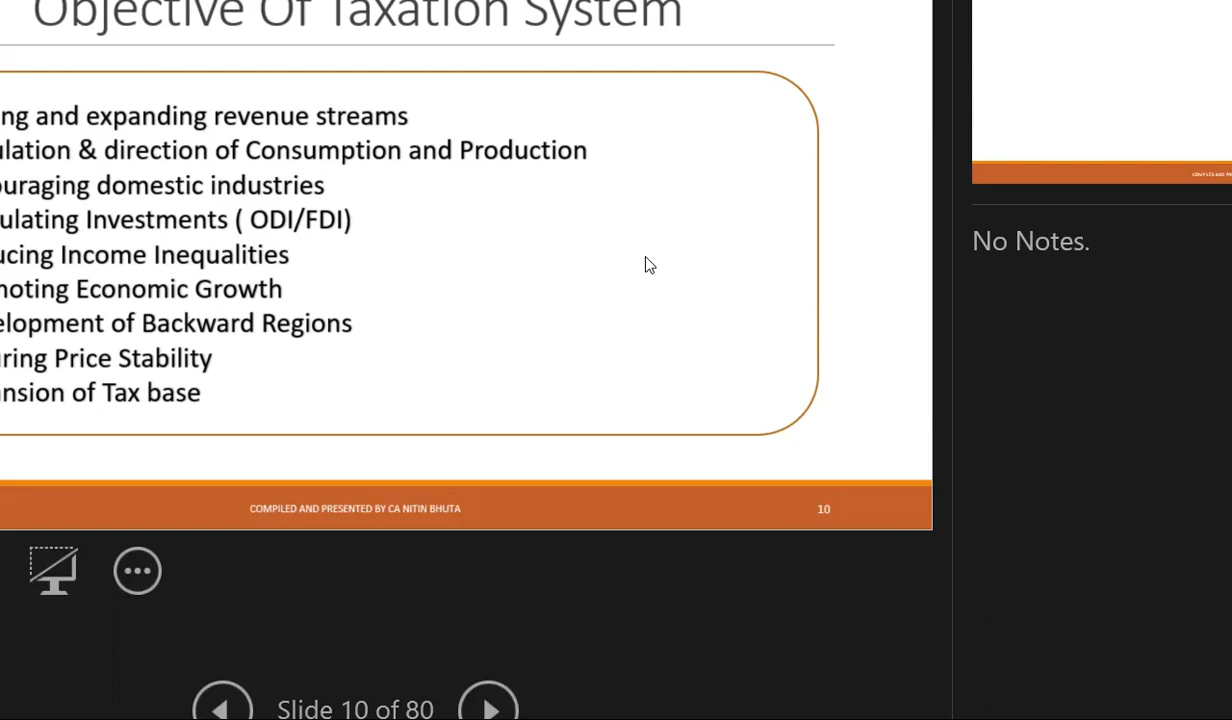 Objective Of Taxation System
ng and expanding revenue streams
ulation & direction of Consumption and Production
ouraging domestic industries
ulating Investments ( ODI/FDI)
ucing Income Inequalities
moting Economic Growth
elopment of Backward Regions
uring Price Stability
ansion of Tax base
COMPILED AND PRESENTED BY CA NITIN BHUTA
10
No Notes.
Slide 10 of 80